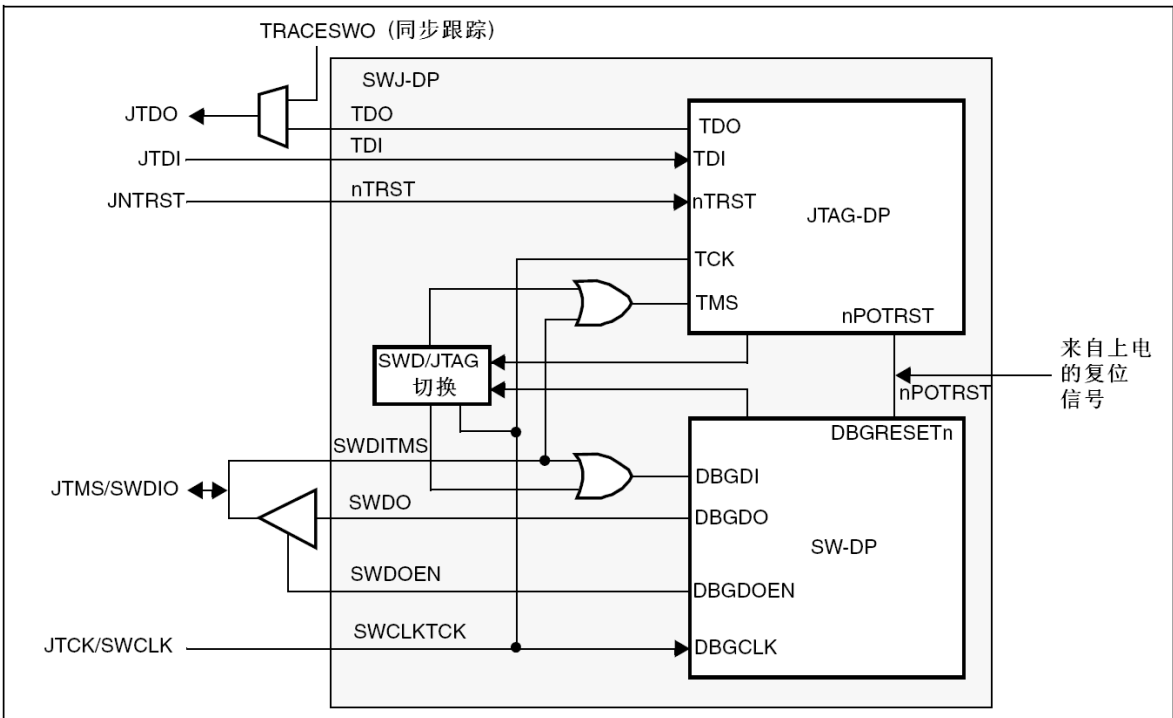 TRACESWO (同步跟踪)
SWJ-DP
JTDO
TDO
TDO
JTDI
TDI
TDI
JNTRST
nTRST
nTRST
JTAG-DP
TCK
TMS
nPOTRST
SWD/JTAG
切换
来自上电
的复位
信号
nPOTRST
DBGRESETn
SWDITMS
JTMS/SWDIO
DBGDI
SWDO
DBGDO
SW-DP
SWDOEN
DBGDOEN
JTCK/SWCLK
SWCLKTCK
DBGCLK